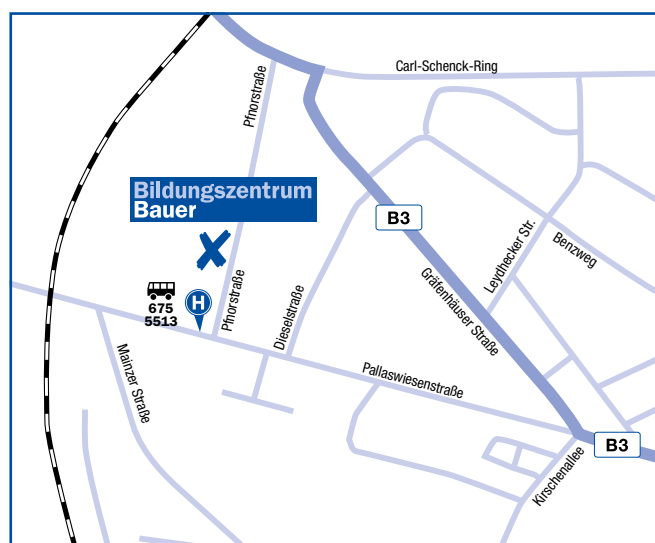 Carl-Schenck-Ring
Pfnorstraße
Bildungszentrum
Bauer
B3
Leydhecker Str.
Benzweg
Gräfenhäuser Straße
H
675
5513
Pfnorstraße
Dieselstraße
Mainzer Straße
Pallaswiesenstraße
B3
Kirschenallee